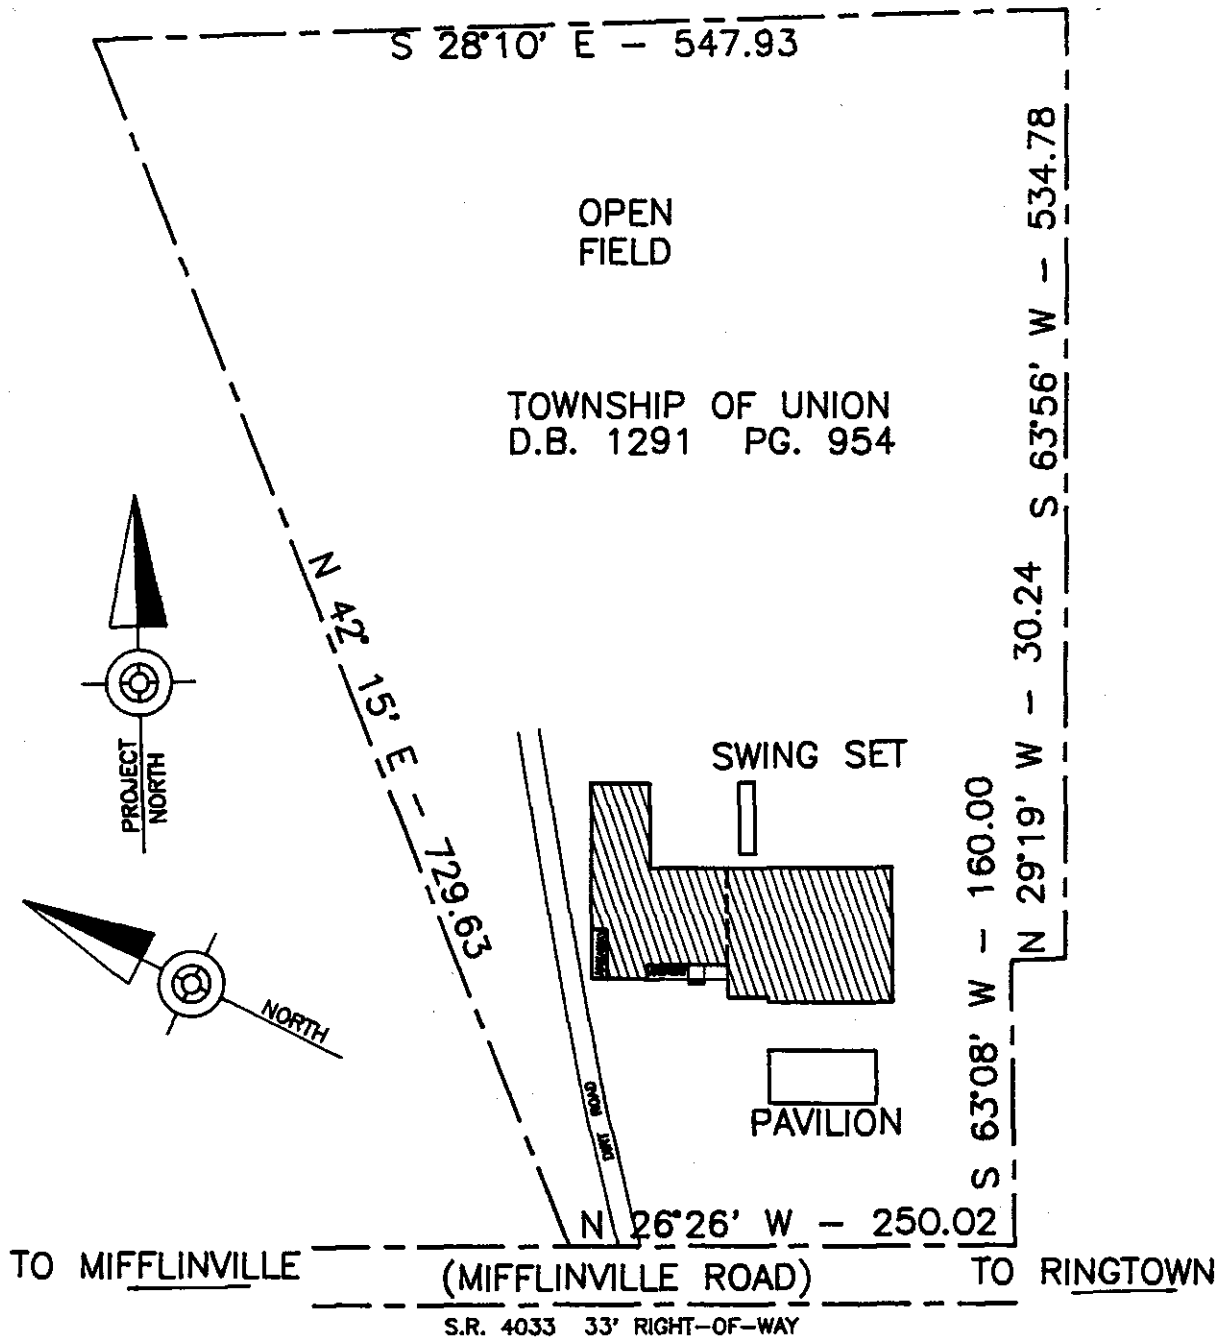 S 28°10' E - 547.93
S 63°56' W - 534.78
OPEN
FIELD
TOWNSHIP OF UNION
D.B. 1291 PG. 954
N 42° 15' E - 729.63
N 29°19' W - 30.24
PROJECT
NORTH
SWING SET
S 63°08' W - 160.00
NORTH
DIRT ROAD
PAVILION
N 26°26' W - 250.02
TO MIFFLINVILLE
(MIFFLINVILLE ROAD)
TO RINGTOWN
S.R. 4033 33' RIGHT-OF-WAY